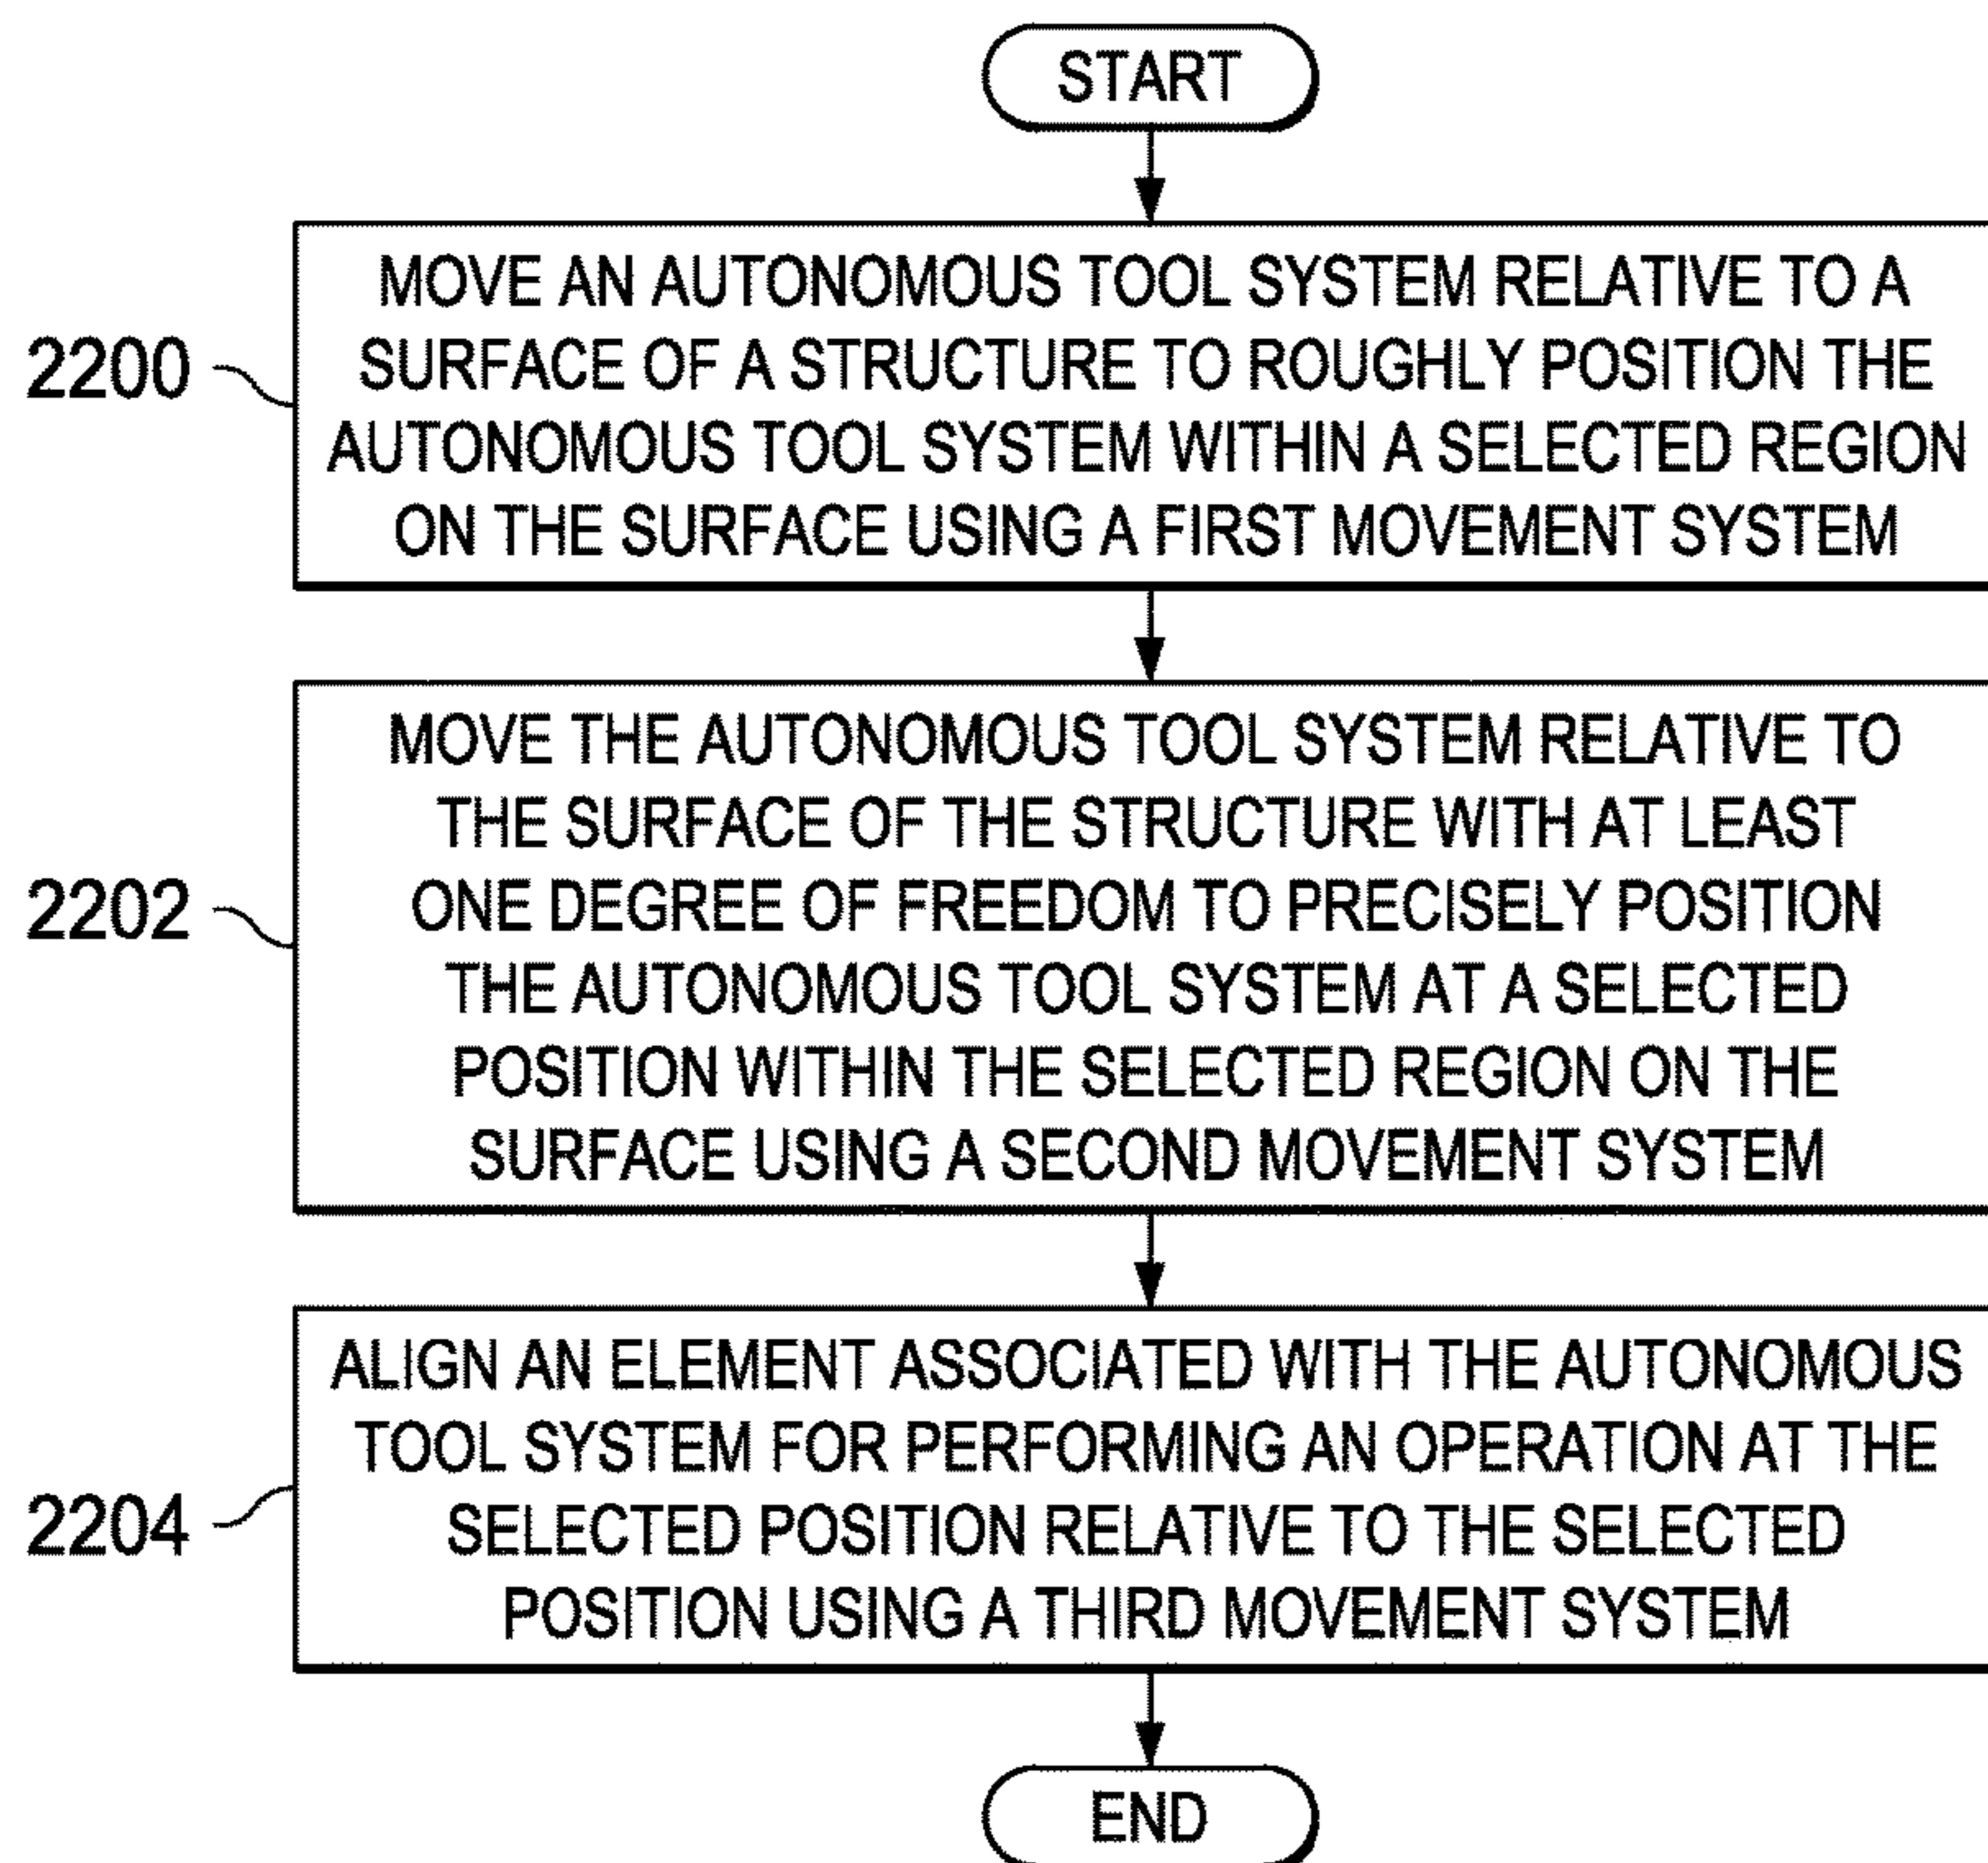 START
2200
MOVE AN AUTONOMOUS TOOL SYSTEM RELATIVE TO A
SURFACE OF A STRUCTURE TO ROUGHLY POSITION THE
AUTONOMOUS TOOL SYSTEM WITHIN A SELECTED REGION
ON THE SURFACE USING A FIRST MOVEMENT SYSTEM
2202
MOVE THE AUTONOMOUS TOOL SYSTEM RELATIVE TO
THE SURFACE OF THE STRUCTURE WITH AT LEAST
ONE DEGREE OF FREEDOM TO PRECISELY POSITION
THE AUTONOMOUS TOOL SYSTEM AT A SELECTED
POSITION WITHIN THE SELECTED REGION ON THE
SURFACE USING A SECOND MOVEMENT SYSTEM
2204
ALIGN AN ELEMENT ASSOCIATED WITH THE AUTONOMOUS
TOOL SYSTEM FOR PERFORMING AN OPERATION AT THE
SELECTED POSITION RELATIVE TO THE SELECTED
POSITION USING A THIRD MOVEMENT SYSTEM
END